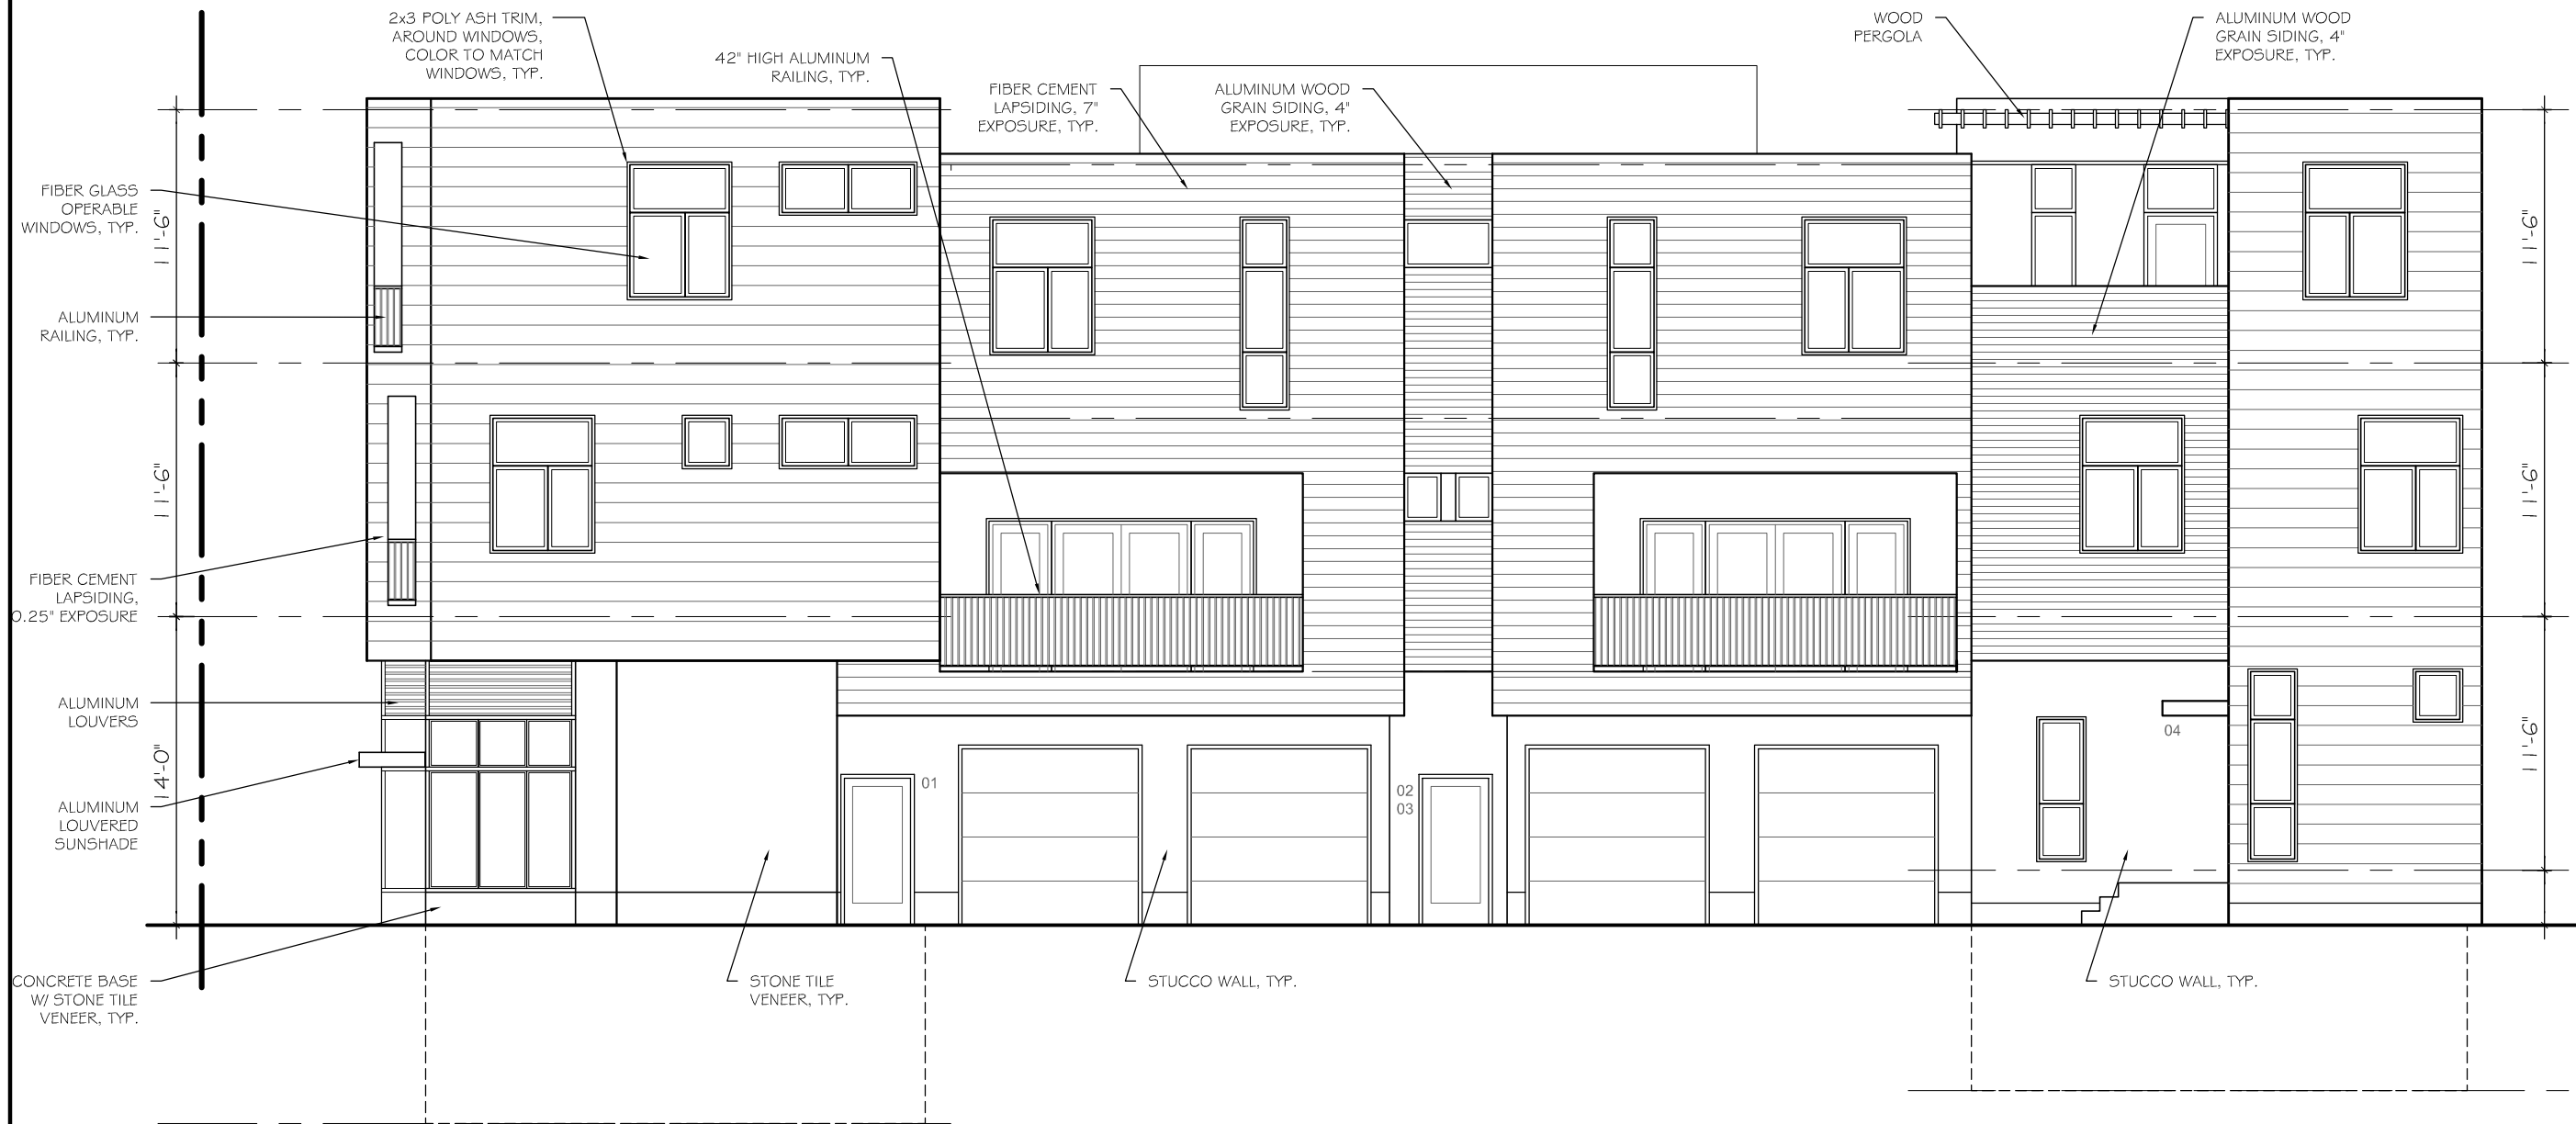 2x3 POLY ASH TRIM,
AROUND WINDOWS,
COLOR TO MATCH
WINDOWS, TYP.
42" HIGH ALUMINUM
RAILING, TYP.
FIBER CEMENT
LAPSIDING, 7"
EXPOSURE, TYP.
ALUMINUM WOOD
GRAIN SIDING, 4"
EXPOSURE, TYP.
WOOD
PERGOLA
ALUMINUM WOOD
GRAIN SIDING, 4"
EXPOSURE, TYP.
FIBER GLASS
OPERABLE
WINDOWS, TYP.
11'-6"
ALUMINUM
RAILING, TYP.
11'-6"
FIBER CEMENT
LAPSIDING,
0.25" EXPOSURE
ALUMINUM
LOUVERS
14'-0"
ALUMINUM
LOUVERED
SUNSHADE
CONCRETE BASE
W/ STONE TILE
VENEER, TYP.
01
02
03
04
STONE TILE
VENEER, TYP.
STUCCO WALL, TYP.
STUCCO WALL, TYP.
11'-6"
11'-6"
11'-6"